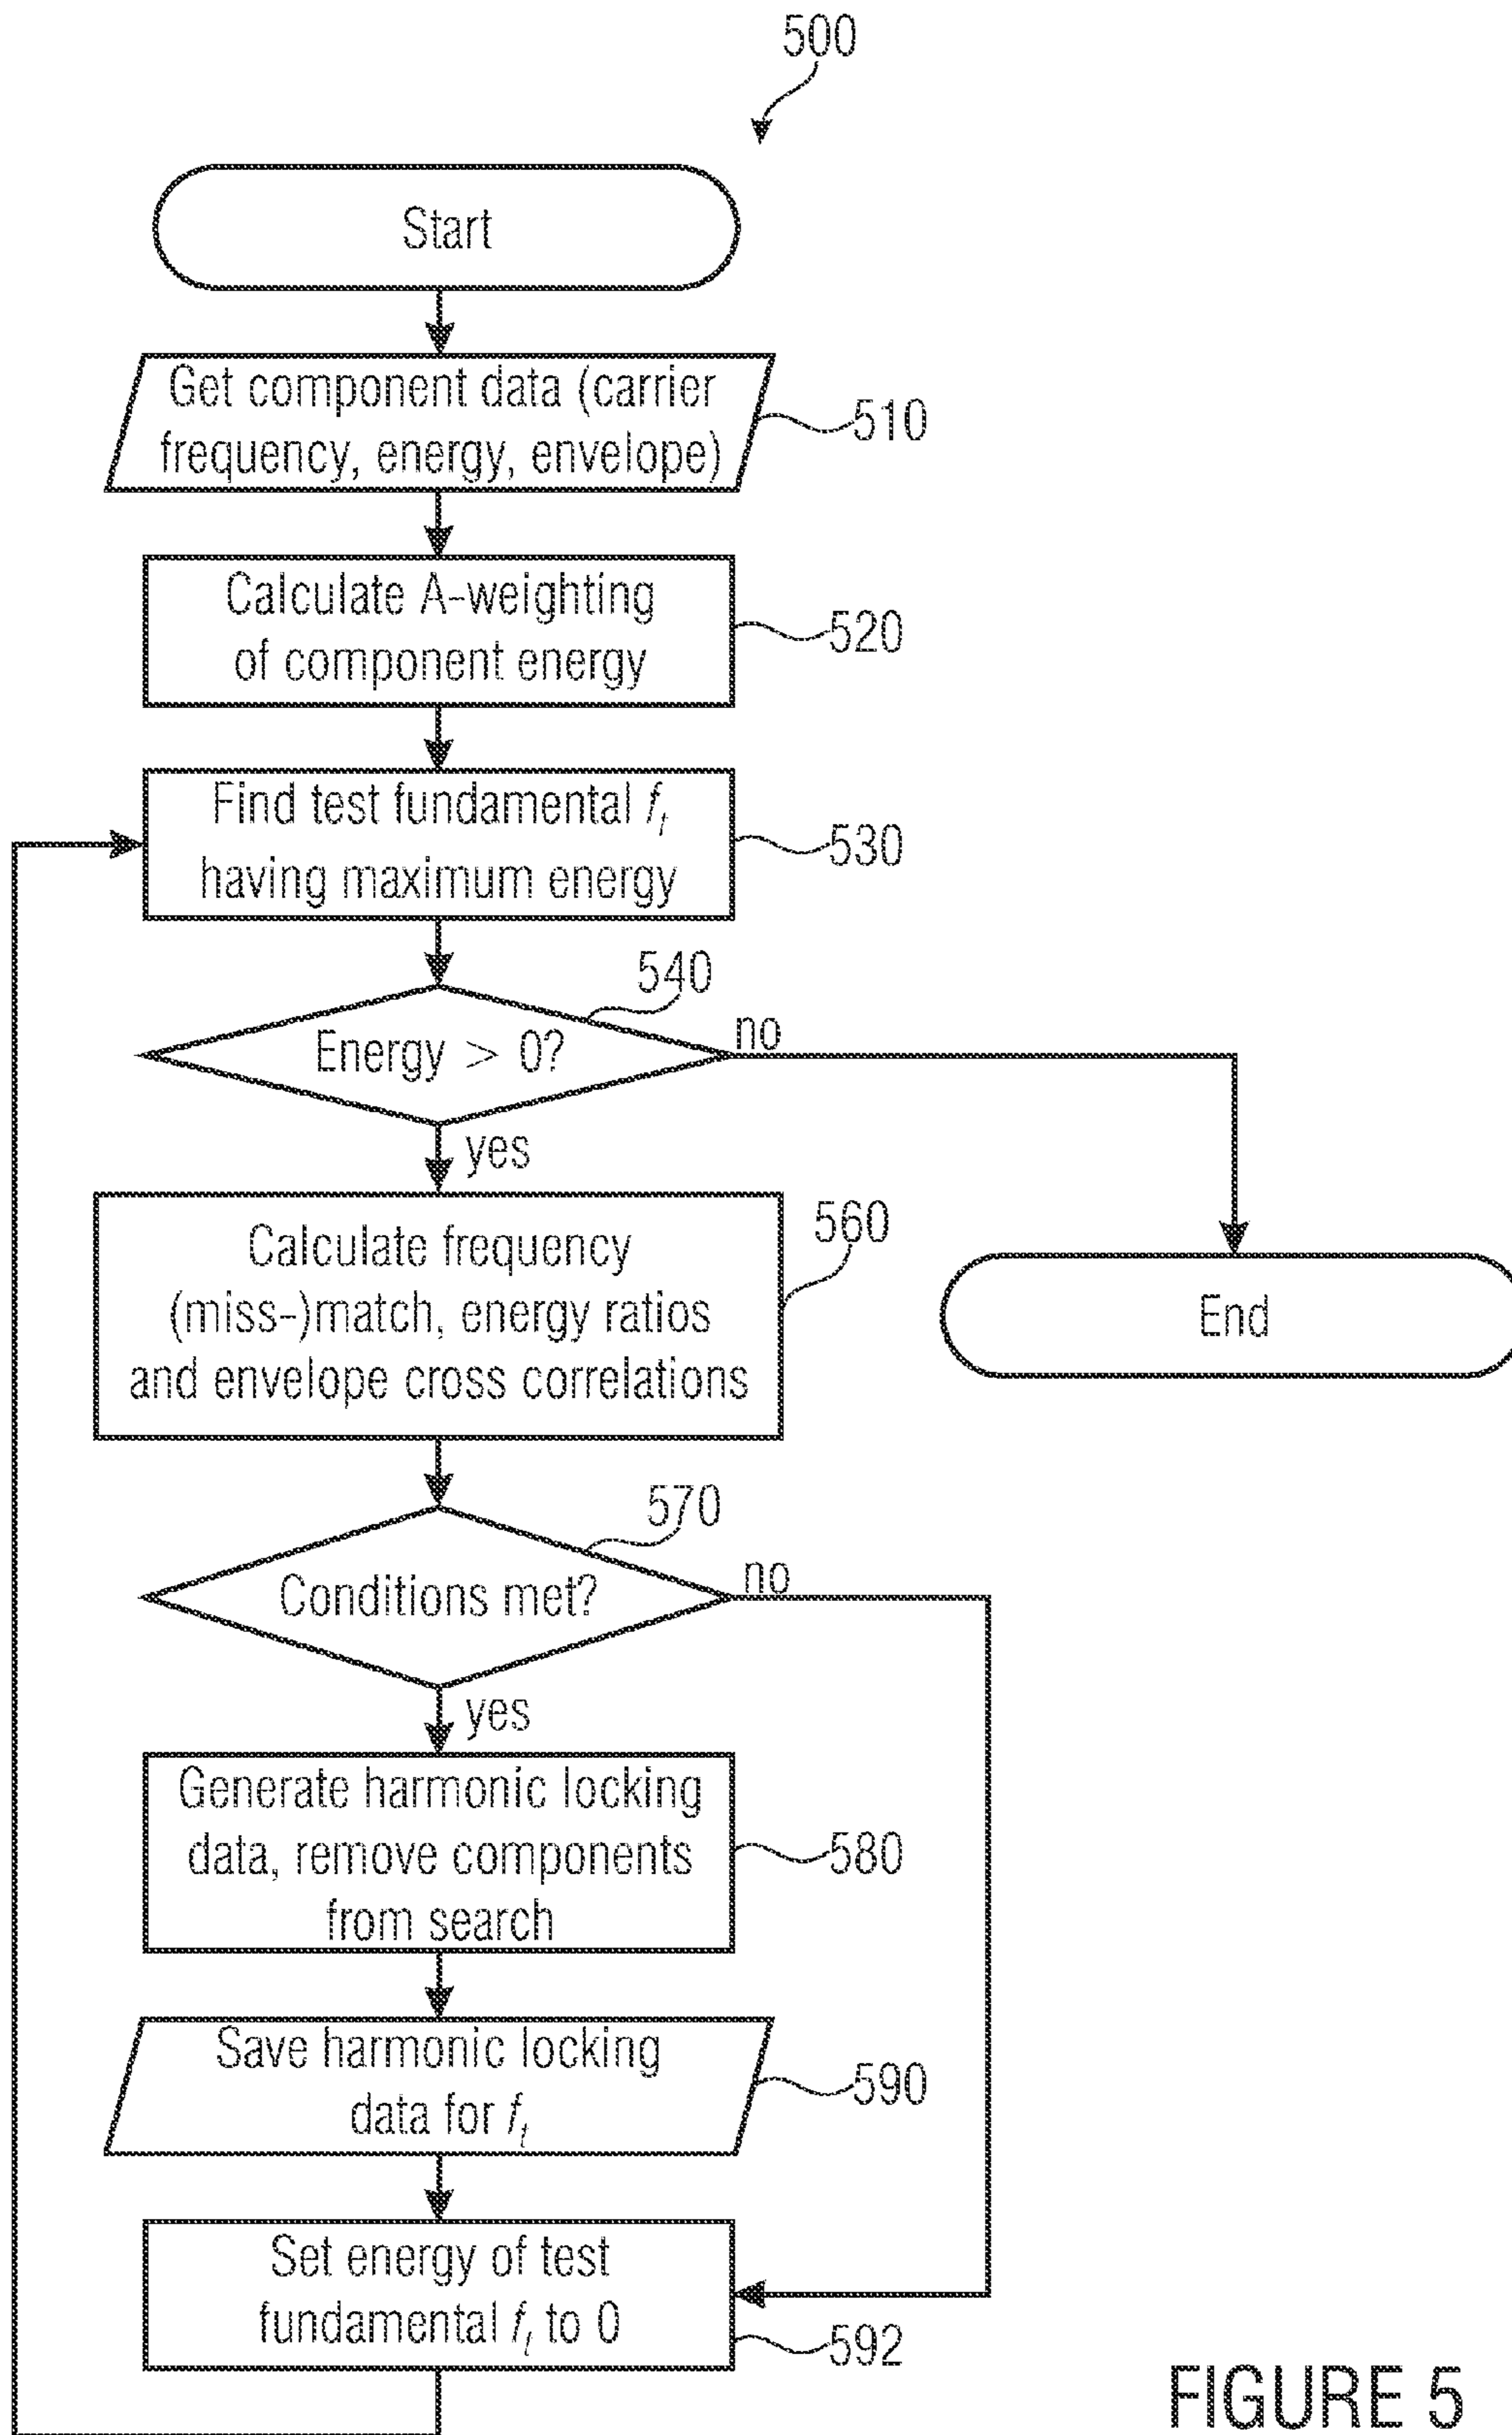 500
Start
Get component data (carrier
frequency, energy, envelope)
510
Calculate A-weighting
of component energy
520
Find test fundamental fₜ
having maximum energy
530
540
Energy > 0?
no
yes
Calculate frequency
(miss-)match, energy ratios
and envelope cross correlations
560
End
570
Conditions met?
no
yes
Generate harmonic locking
data, remove components
from search
580
Save harmonic locking
data for fₜ
590
Set energy of test
fundamental fₜ to 0
592
FIGURE 5